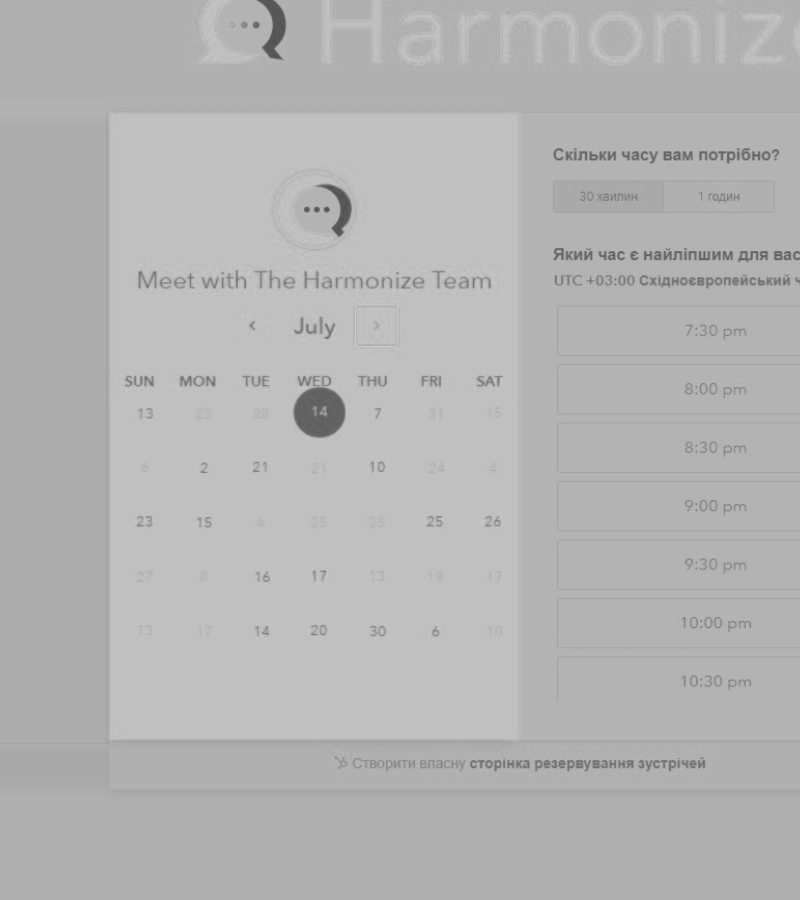 Harmonize
Meet with The Harmonize Team
July
SUN MON TUE WED THU FRI SAT
13 22 28 14 7 31 15
6 2 21 21 10 24 4
23 15 6 25 25 25 26
27 8 16 17 13 19 17
13 17 14 20 30 6 10
Скільки часу вам потрібно?
30 хвилин 1 годин
Який час є найліпшим для вас
UTC +03:00 Східноєвропейський ч
7:30 pm
8:00 pm
8:30 pm
9:00 pm
9:30 pm
10:00 pm
10:30 pm
Створити власну сторінка резервування зустрічей